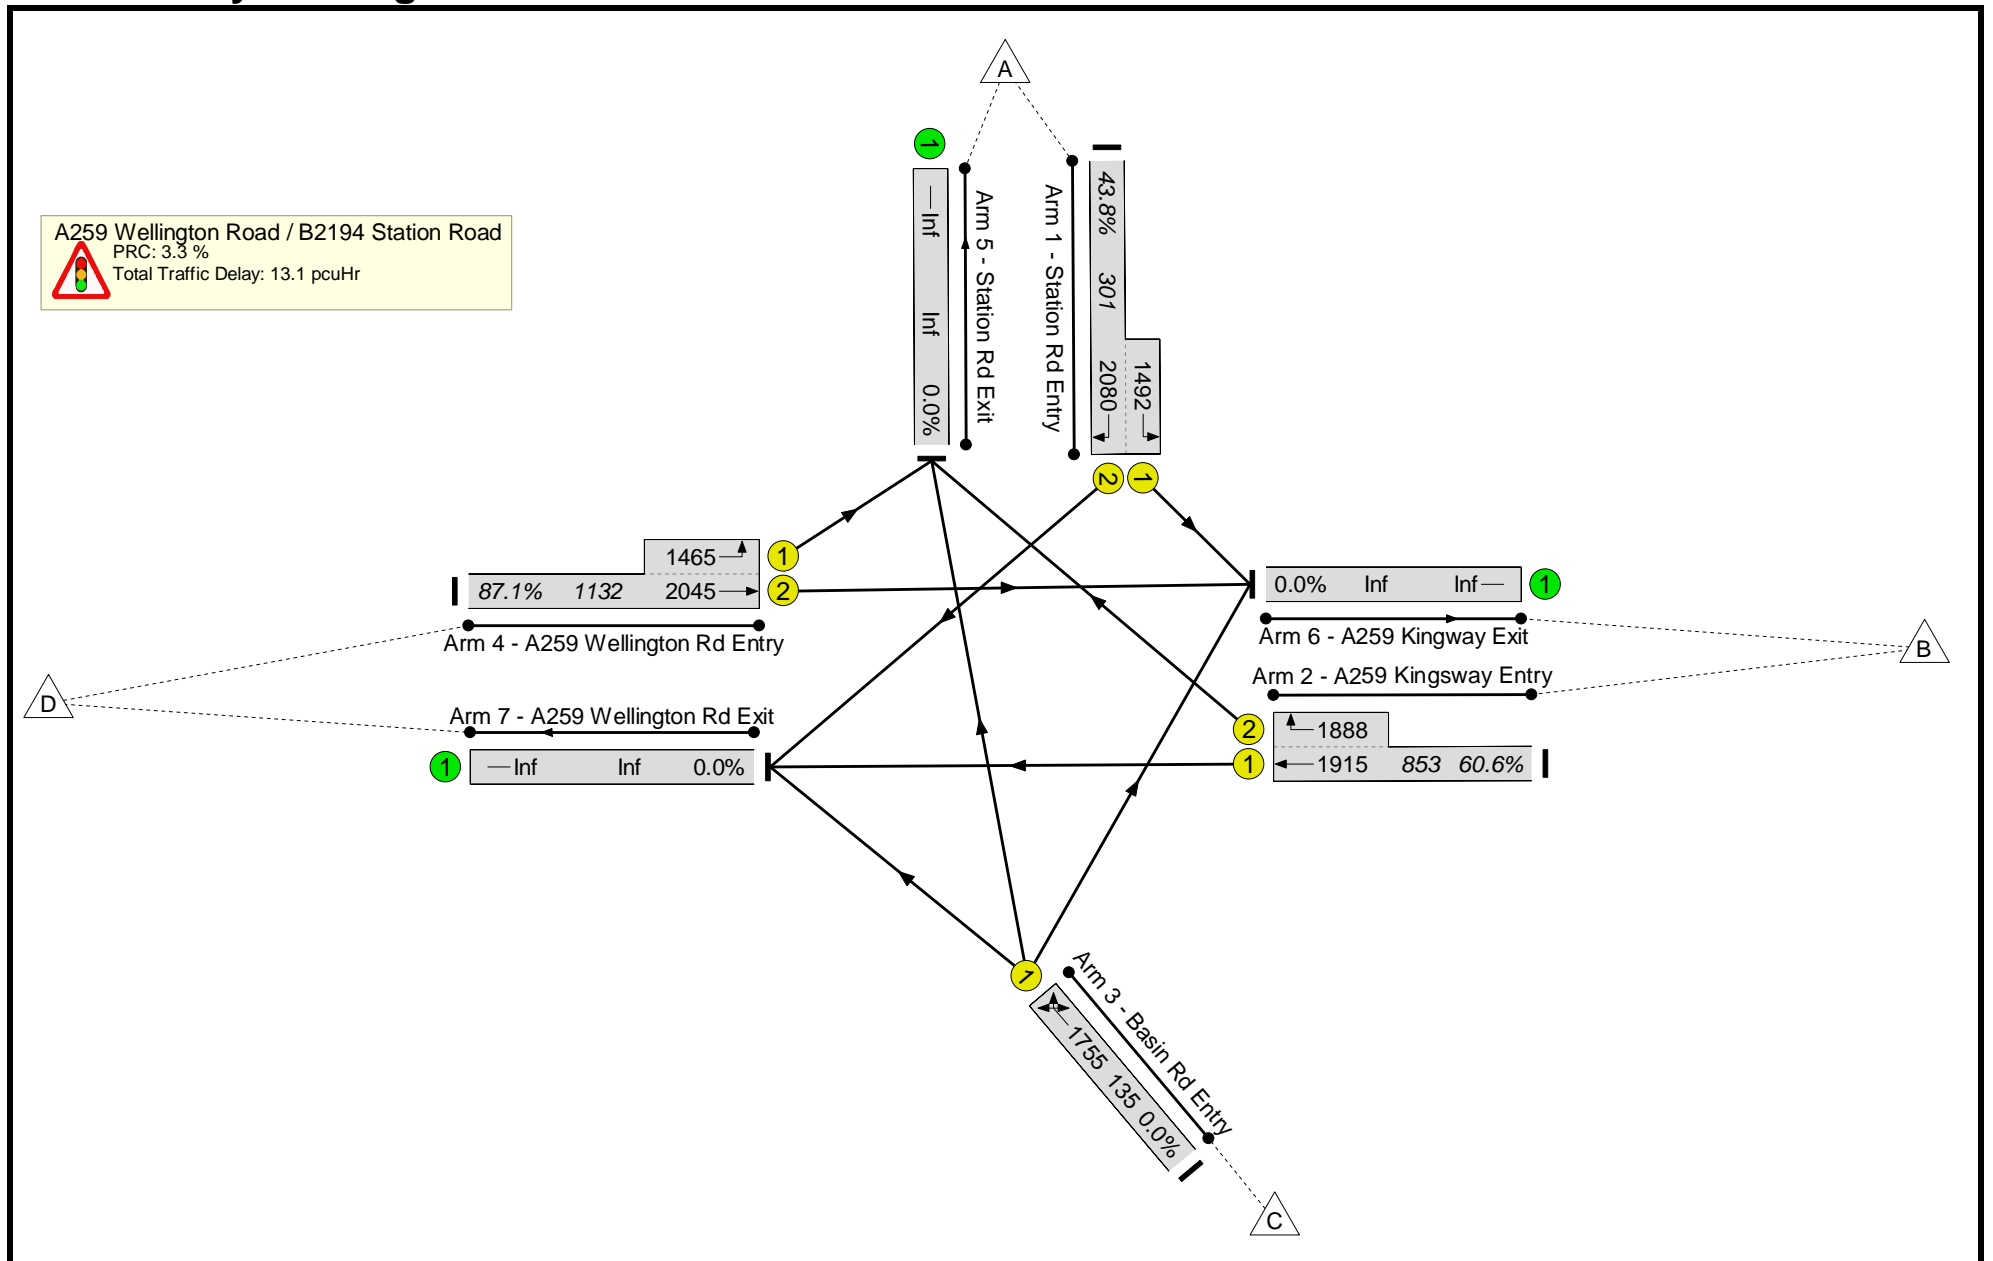 A
A259 Wellington Road / B2194 Station Road
PRC: 3.3 %
Total Traffic Delay: 13.1 pcuHr
1
Inf
Inf
0.0%
Arm 5 - Station Rd Exit
Arm 1 - Station Rd Entry
43.8% 301 2080
1492
2
1
1465
1
87.1% 1132 2045
2
Arm 4 - A259 Wellington Rd Entry
0.0% Inf Inf
1
Arm 6 - A259 Kingway Exit
B
Arm 2 - A259 Kingsway Entry
D
Arm 7 - A259 Wellington Rd Exit
2
1888
1
Inf Inf 0.0%
1
1915 853 60.6%
1
Arm 3 - Basin Rd Entry
1755 135 0.0%
C